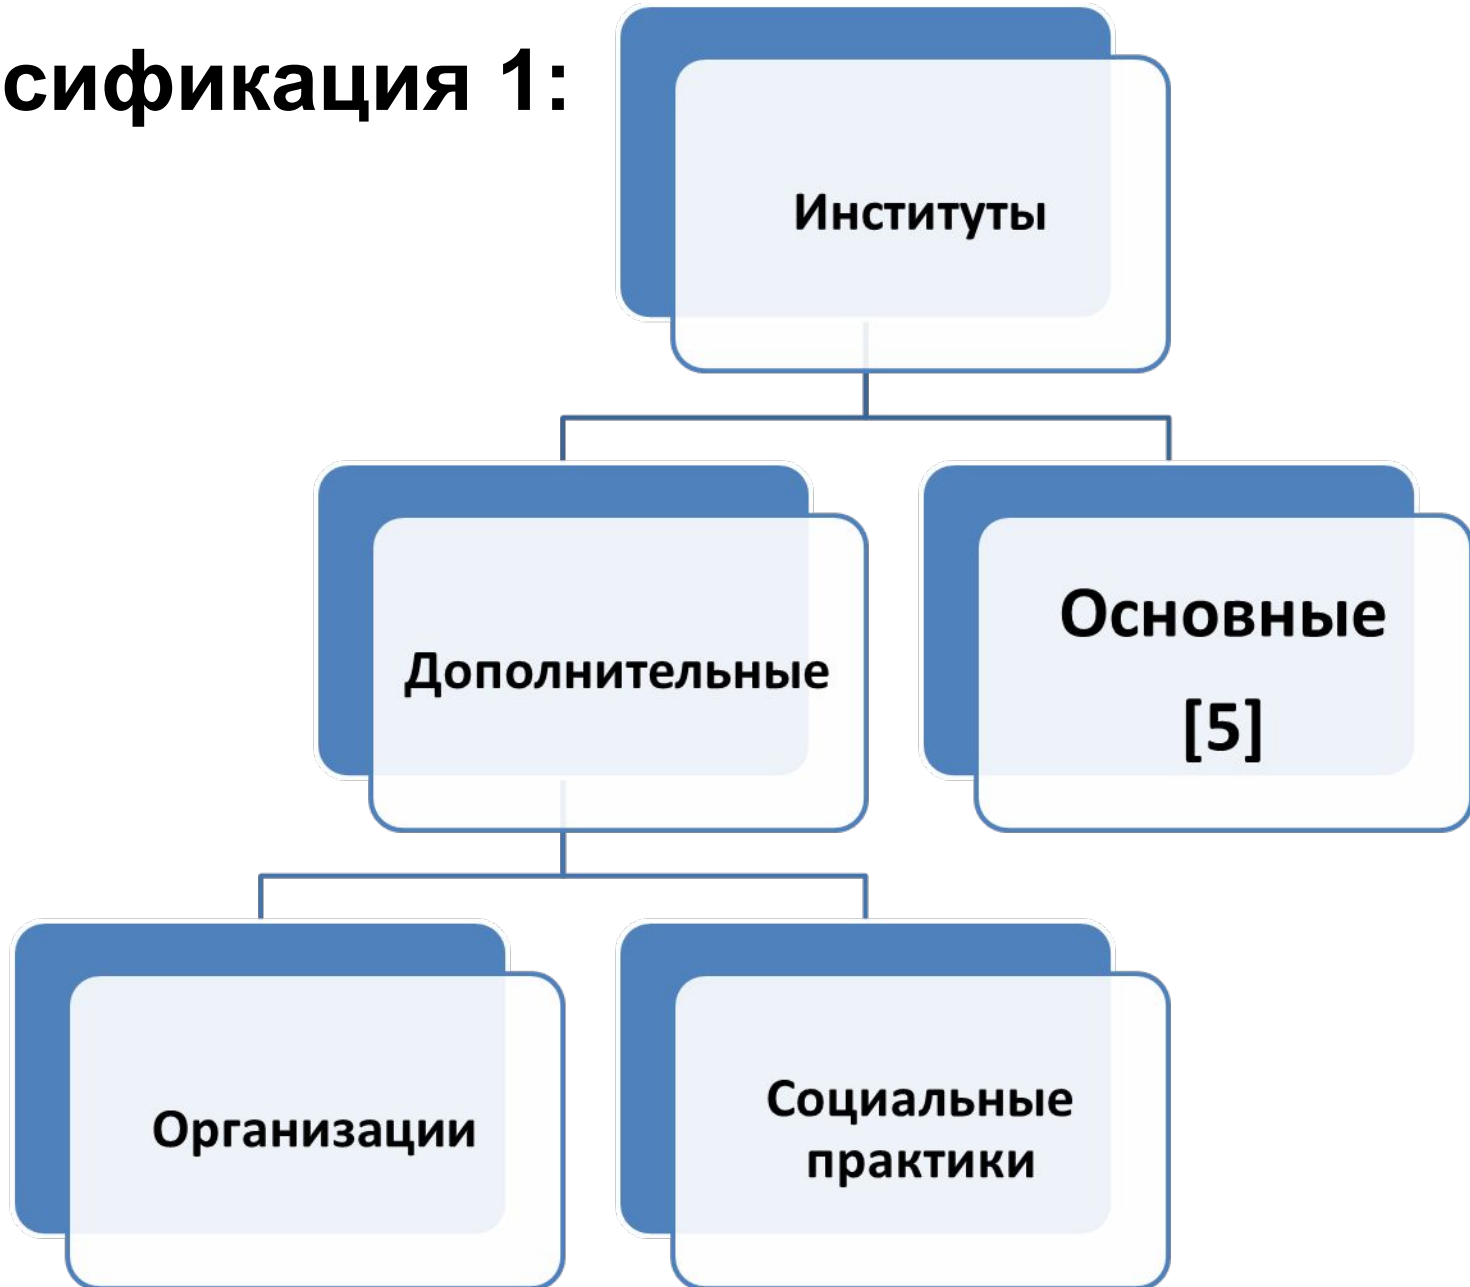 сификация 1:
Институты
Дополнительные
Основные
[5]
Организации
Социальные
практики